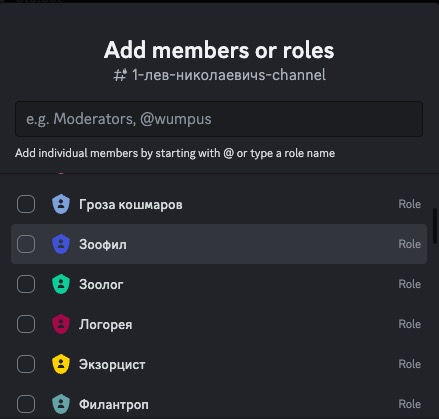 Add members or roles
1-лев-николаевичs-channel
e.g. Moderators, @wumpus
Add individual members by starting with @ or type a role name
Гроза кошмаров Role
Зоофил Role
Зоолог Role
Логорея Role
Экзорцист Role
Филантроп Role